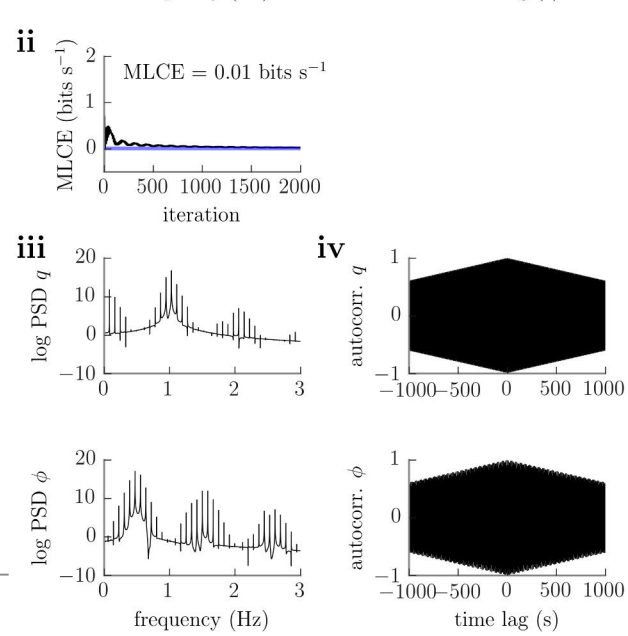 ii
MLCE (bits s⁻¹)
2
1
0
MLCE = 0.01 bits s⁻¹
0 500 1000 1500 2000
iteration
iii
log PSD q
20
10
0
−10
0 1 2 3
iv
autocorr. q
1
0
−1
−1000 −500 0 500 1000
log PSD ϕ
20
10
0
−10
0 1 2 3
frequency (Hz)
autocorr. ϕ
1
0
−1
−1000 −500 0 500 1000
time lag (s)